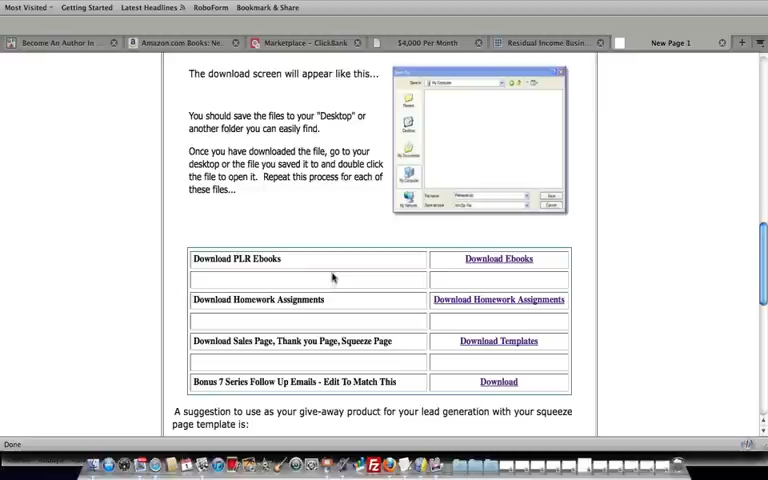 Most Visited Getting Started Latest Headlines RoboForm Bookmark & Share
Become An Author In ... Amazon.com Books: Ne... Marketplace - ClickBank $4,000 Per Month Residual Income Busin... New Page 1
The download screen will appear like this...
You should save the files to your "Desktop" or
another folder you can easily find.
Once you have downloaded the file, go to your
desktop or the file you saved it to and double click
the file to open it. Repeat this process for each of
these files...
Download PLR Ebooks Download Ebooks
Download Homework Assignments Download Homework Assignments
Download Sales Page, Thank you Page, Squeeze Page Download Templates
Bonus 7 Series Follow Up Emails - Edit To Match This Download
A suggestion to use as your give-away product for your lead generation with your squeeze
page template is:
Done